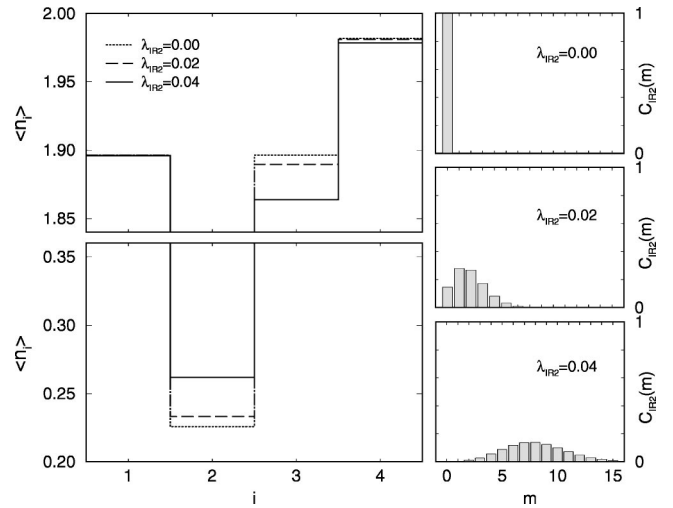 2.00
1.95
1.90
1.85
<n_i>
λ_IR2=0.00
λ_IR2=0.02
λ_IR2=0.04
0.35
0.30
0.25
0.20
<n_i>
1 2 3 4
i
1
0
C_IR2(m)
λ_IR2=0.00
1
0
C_IR2(m)
λ_IR2=0.02
1
0
C_IR2(m)
λ_IR2=0.04
0 5 10 15
m